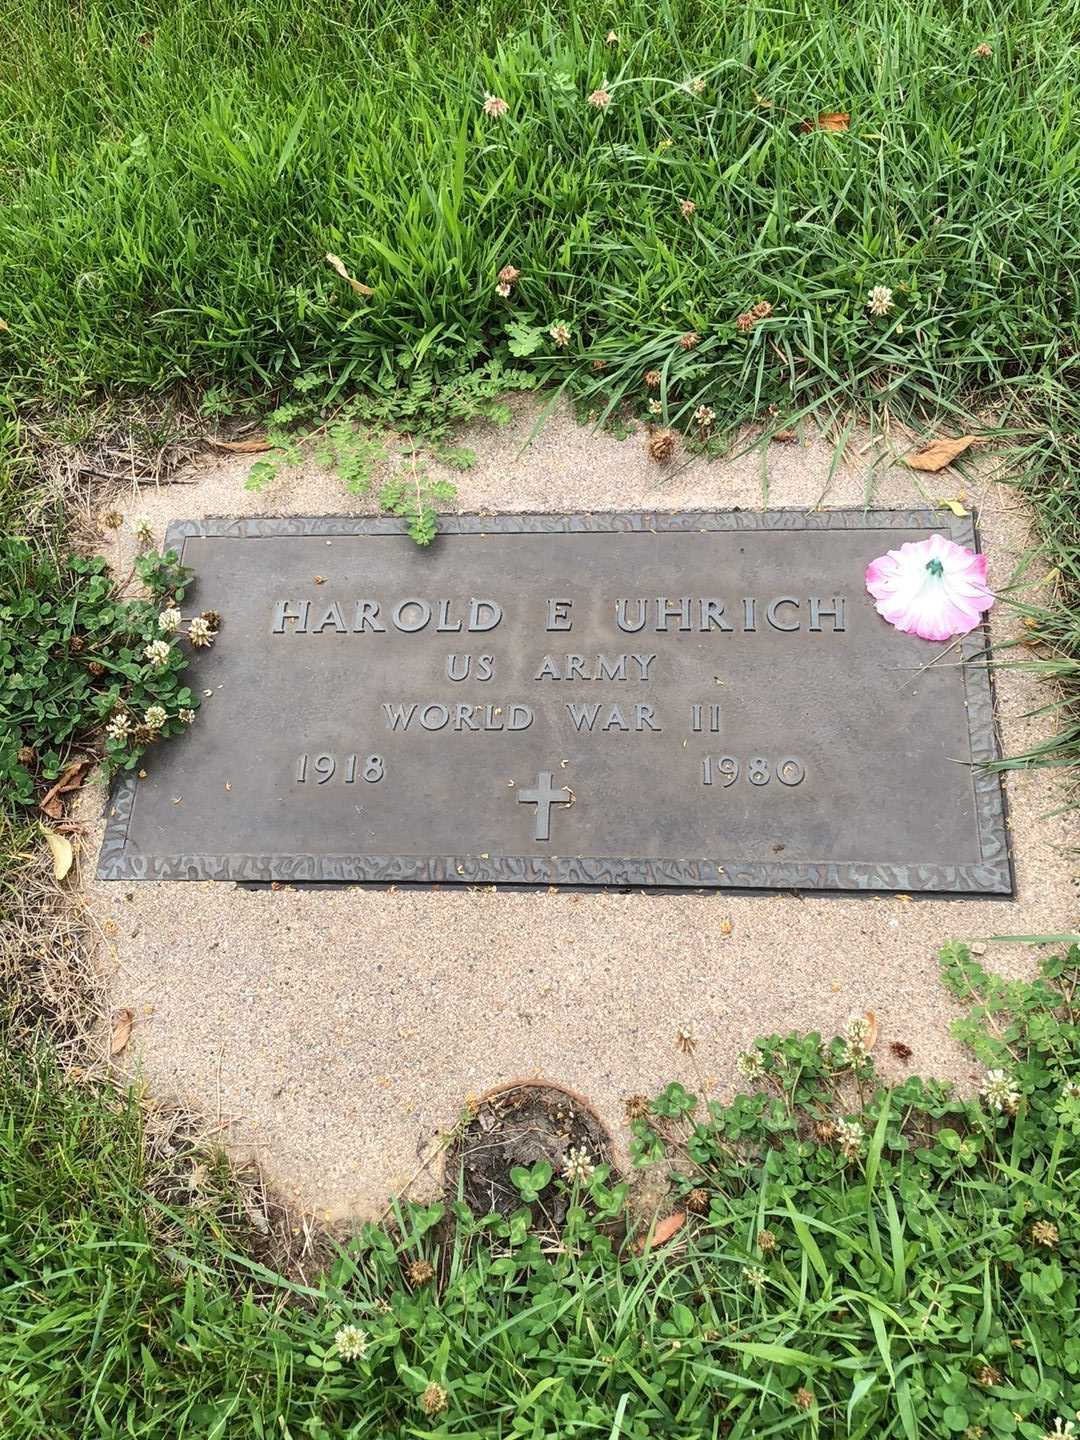 HAROLD E UHRICH
US ARMY
WORLD WAR II
1918 1980